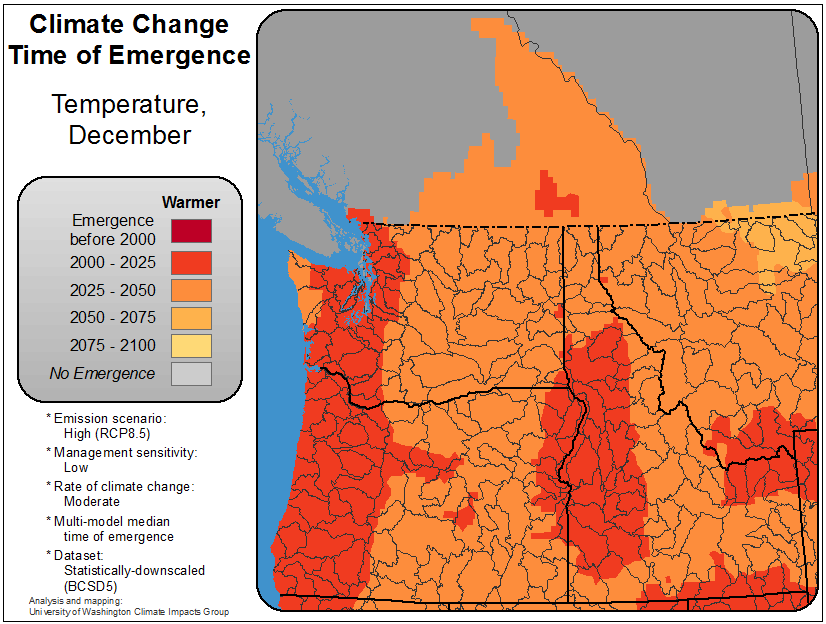 Climate Change
Time of Emergence
Temperature,
December
Warmer
Emergence
before 2000
2000 - 2025
2025 - 2050
2050 - 2075
2075 - 2100
No Emergence
* Emission scenario:
High (RCP8.5)
* Management sensitivity:
Low
* Rate of climate change:
Moderate
* Multi-model median
time of emergence
* Dataset:
Statistically-downscaled
(BCSD5)
Analysis and mapping:
University of Washington Climate Impacts Group